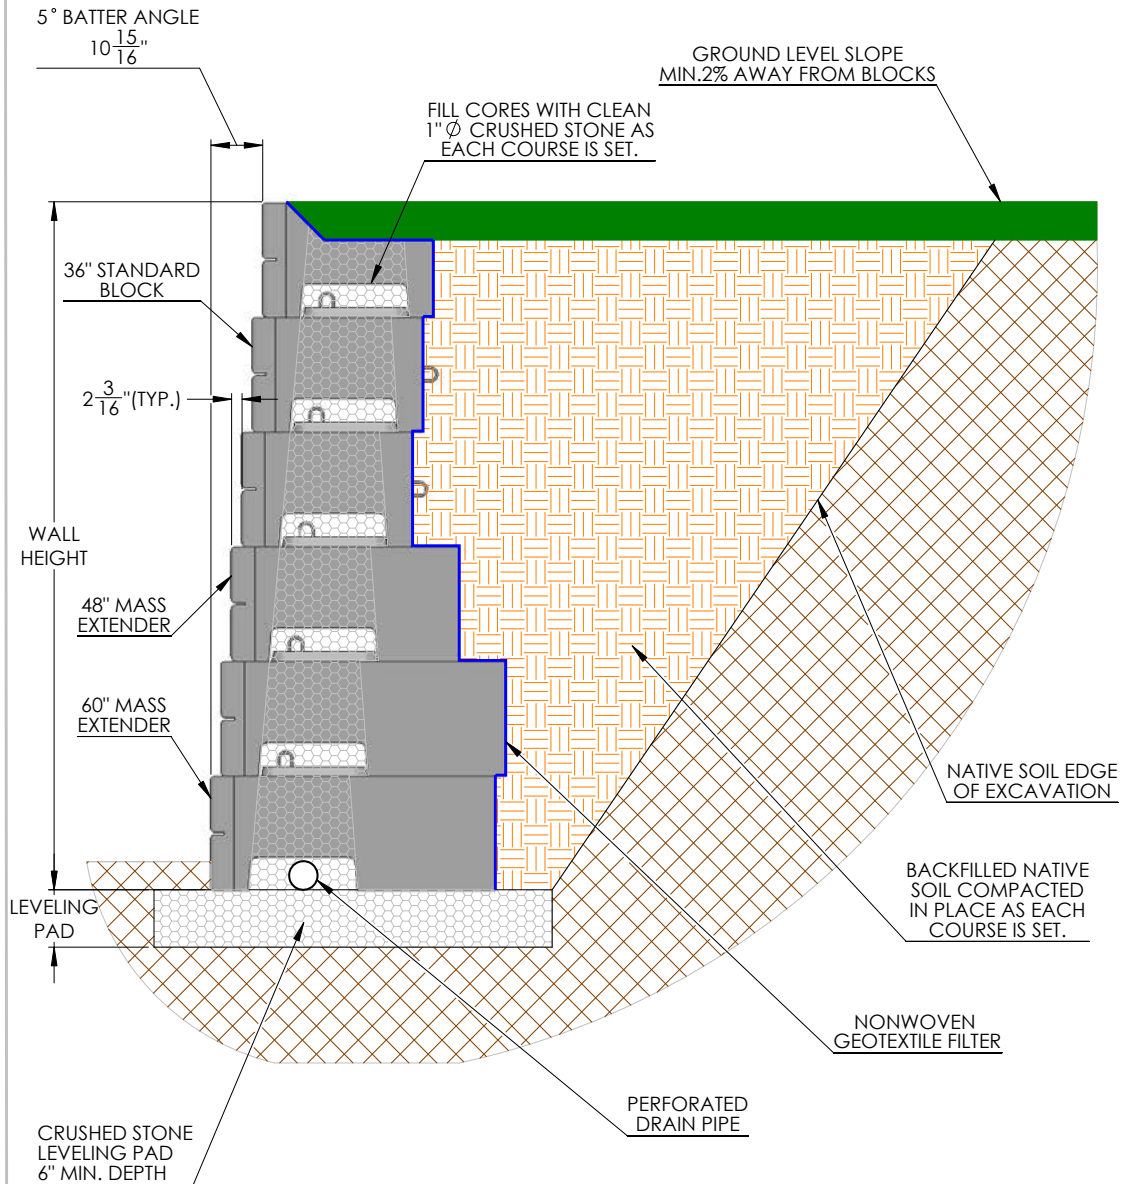 5° BATTER ANGLE
10 15/16"
GROUND LEVEL SLOPE
MIN.2% AWAY FROM BLOCKS
FILL CORES WITH CLEAN
1"Ø CRUSHED STONE AS
EACH COURSE IS SET.
36" STANDARD
BLOCK
2 3/16"(TYP.)
WALL
HEIGHT
48" MASS
EXTENDER
60" MASS
EXTENDER
NATIVE SOIL EDGE
OF EXCAVATION
BACKFILLED NATIVE
SOIL COMPACTED
IN PLACE AS EACH
COURSE IS SET.
LEVELING
PAD
NONWOVEN
GEOTEXTILE FILTER
PERFORATED
DRAIN PIPE
CRUSHED STONE
LEVELING PAD
6" MIN. DEPTH